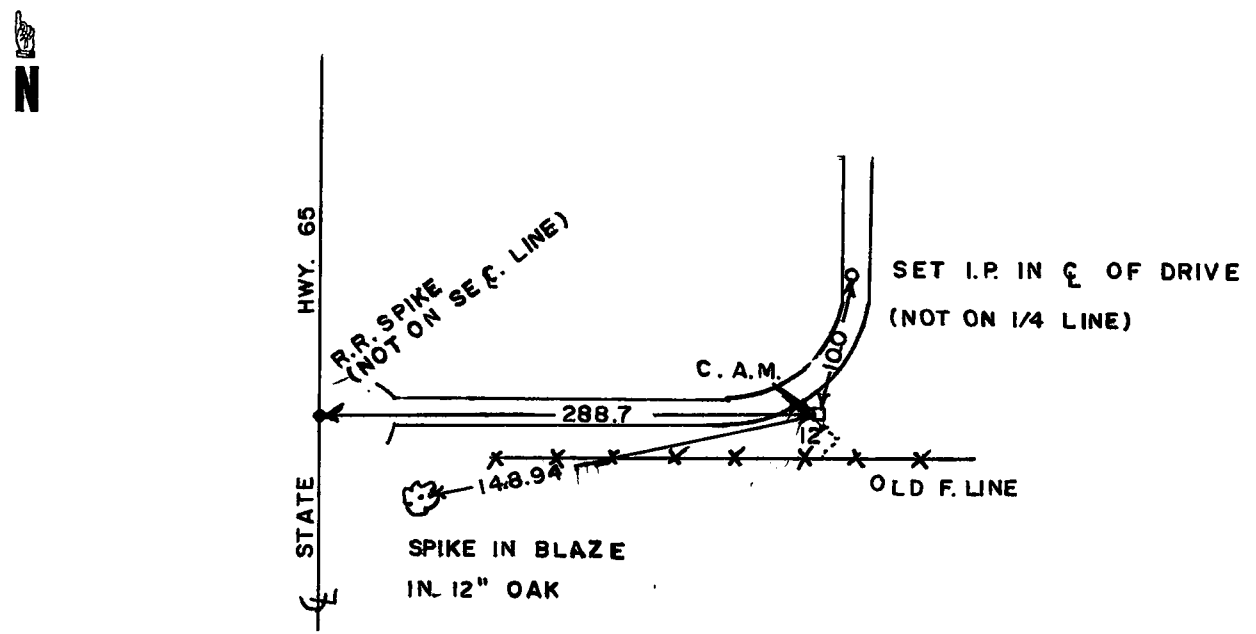 N
STATE HWY. 65
R.R. SPIKE
(NOT ON SE ℄. LINE)
SET I.P. IN ℄ OF DRIVE
(NOT ON 1/4 LINE)
C. A. M.
100
288.7
12
148.94
OLD F. LINE
SPIKE IN BLAZE
IN 12" OAK
℄